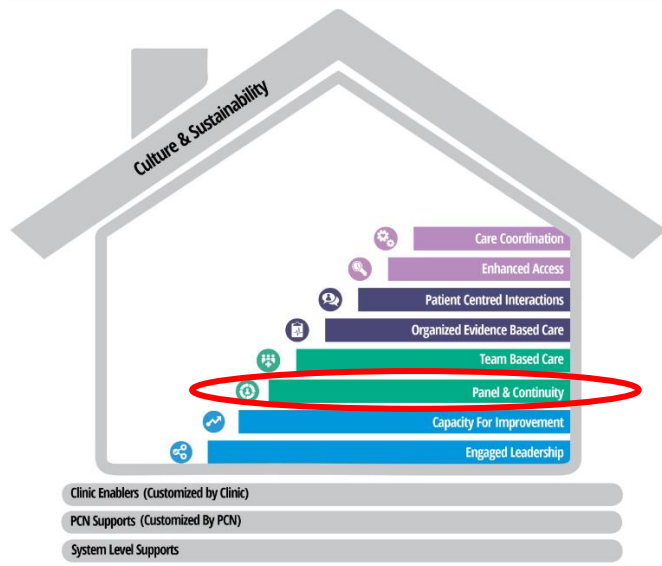 Culture & Sustainability
Care Coordination
Enhanced Access
Patient Centred Interactions
Organized Evidence Based Care
Team Based Care
Panel & Continuity
Capacity For Improvement
Engaged Leadership
Clinic Enablers (Customized by Clinic)
PCN Supports (Customized By PCN)
System Level Supports